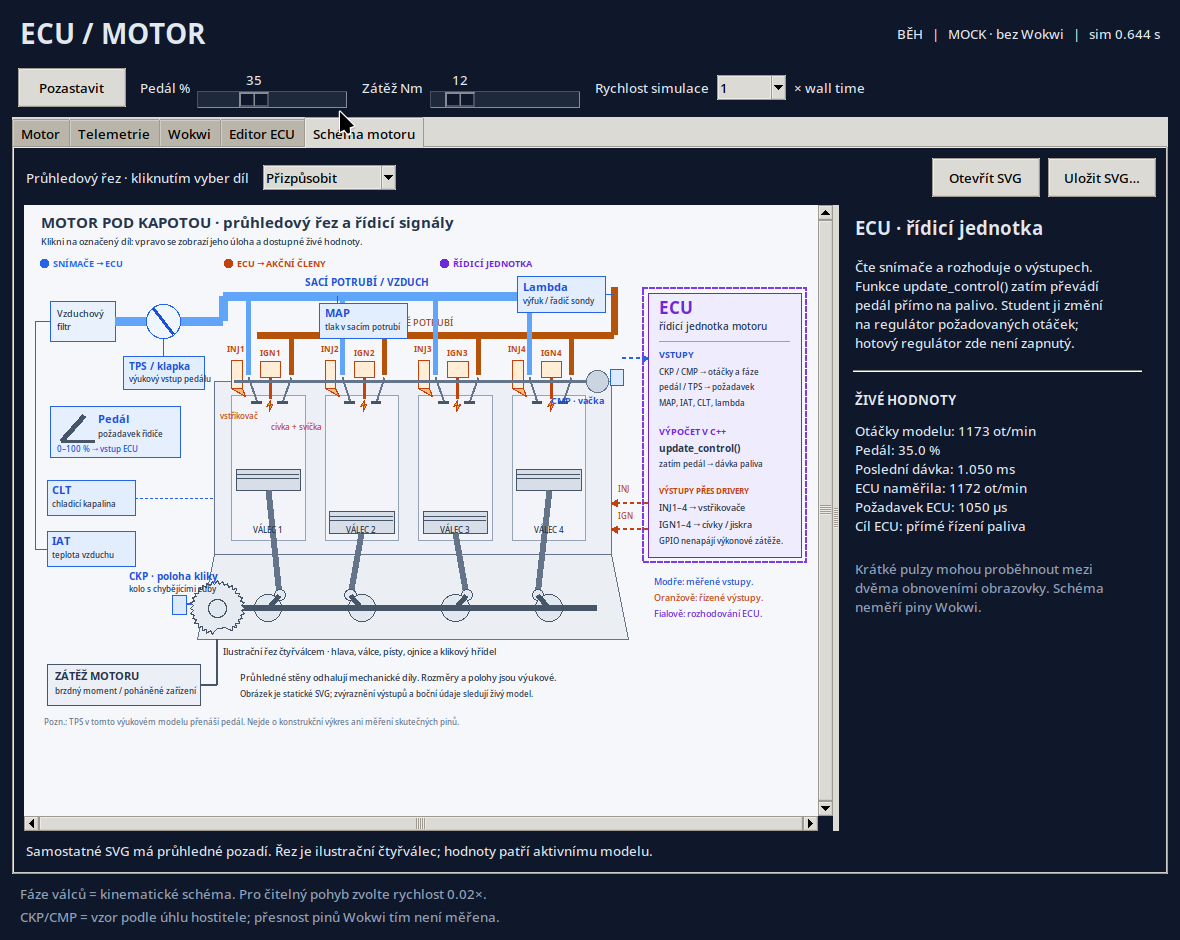 ECU / MOTOR
BĚH | MOCK · bez Wokwi | sim 0.644 s
Pozastavit
Pedál %
35
Zátěž Nm
12
Rychlost simulace
1
× wall time
Motor
Telemetrie
Wokwi
Editor ECU
Schéma motoru
Průhledový řez · kliknutím vyber díl
Přizpůsobit
Otevřít SVG
Uložit SVG...
MOTOR POD KAPOTOU · průhledový řez a řídicí signály
Klikni na označený díl: vpravo se zobrazí jeho úloha a dostupné živé hodnoty.
SNÍMAČE → ECU
ECU → AKČNÍ ČLENY
ŘÍDICÍ JEDNOTKA
SACÍ POTRUBÍ / VZDUCH
Lambda
výfuk / řadič sondy
Vzduchový
filtr
MAP
tlak v sacím potrubí
POTRUBÍ
TPS / klapka
výukový vstup pedálu
INJ1
IGN1
INJ2
IGN2
INJ3
IGN3
INJ4
IGN4
CMP · vačka
vstřikovač
cívka + svíčka
Pedál
požadavek řidiče
0–100 % → vstup ECU
CLT
chladicí kapalina
IAT
teplota vzduchu
VÁLEC 1
VÁLEC 2
VÁLEC 3
VÁLEC 4
CKP · poloha kliky
kolo s chybějícími zuby
ECU
řídicí jednotka motoru
VSTUPY
CKP / CMP → otáčky a fáze
pedál / TPS → požadavek
MAP, IAT, CLT, lambda
VÝPOČET V C++
update_control()
zatím pedál → dávka paliva
VÝSTUPY PŘES DRIVERY
INJ1–4 → vstřikovače
IGN1–4 → cívky / jiskra
GPIO nenapájí výkonové zátěže.
INJ
IGN
Modře: měřené vstupy.
Oranžově: řízené výstupy.
Fialově: rozhodování ECU.
Ilustrační řez čtyřválcem · hlava, válce, písty, ojnice a klikový hřídel
ZÁTĚŽ MOTORU
brzdný moment / poháněné zařízení
Průhledné stěny odhalují mechanické díly. Rozměry a polohy jsou výukové.
Obrázek je statické SVG; zvýraznění výstupů a boční údaje sledují živý model.
Pozn.: TPS v tomto výukovém modelu přenáší pedál. Nejde o konstrukční výkres ani měření skutečných pinů.
ECU · řídicí jednotka
Čte snímače a rozhoduje o výstupech.
Funkce update_control() zatím převádí
pedál přímo na palivo. Student ji změní
na regulátor požadovaných otáček;
hotový regulátor zde není zapnutý.
ŽIVÉ HODNOTY
Otáčky modelu: 1173 ot/min
Pedál: 35.0 %
Poslední dávka: 1.050 ms
ECU naměřila: 1172 ot/min
Požadavek ECU: 1050 µs
Cíl ECU: přímé řízení paliva
Krátké pulzy mohou proběhnout mezi
dvěma obnoveními obrazovky. Schéma
neměří piny Wokwi.
Samostatné SVG má průhledné pozadí. Řez je ilustrační čtyřválec; hodnoty patří aktivnímu modelu.
Fáze válců = kinematické schéma. Pro čitelný pohyb zvolte rychlost 0.02×.
CKP/CMP = vzor podle úhlu hostitele; přesnost pinů Wokwi tím není měřena.